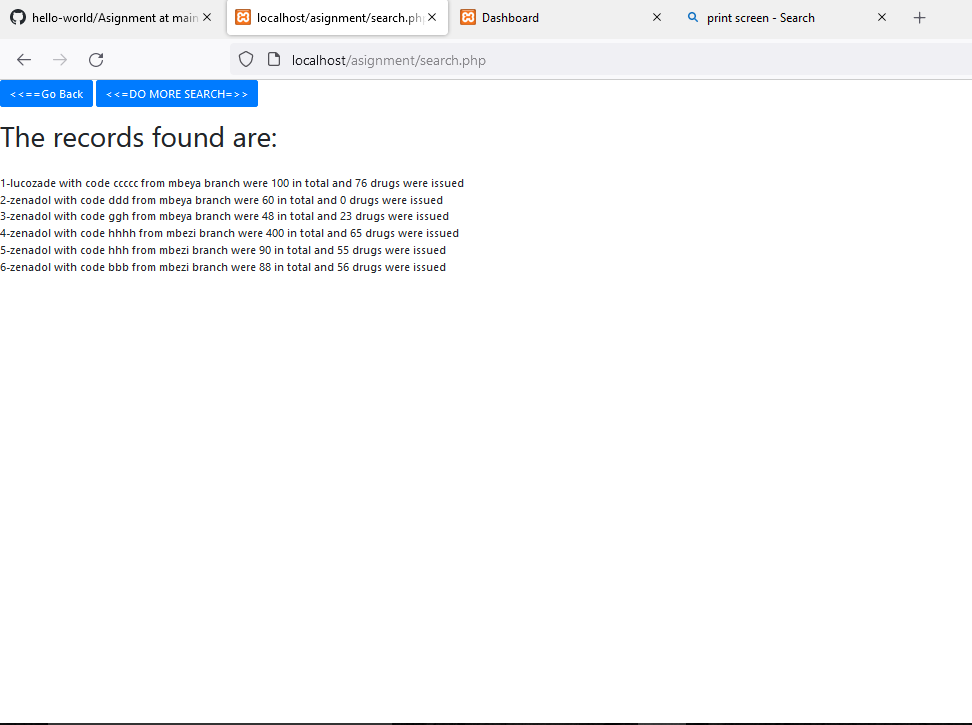 hello-world/Asignment at main
localhost/asignment/search.php
Dashboard
print screen - Search
localhost/asignment/search.php
<<==Go Back
<<=DO MORE SEARCH=>>
The records found are:
1-lucozade with code ccccc from mbeya branch were 100 in total and 76 drugs were issued
2-zenadol with code ddd from mbeya branch were 60 in total and 0 drugs were issued
3-zenadol with code ggh from mbeya branch were 48 in total and 23 drugs were issued
4-zenadol with code hhhh from mbezi branch were 400 in total and 65 drugs were issued
5-zenadol with code hhh from mbezi branch were 90 in total and 55 drugs were issued
6-zenadol with code bbb from mbezi branch were 88 in total and 56 drugs were issued